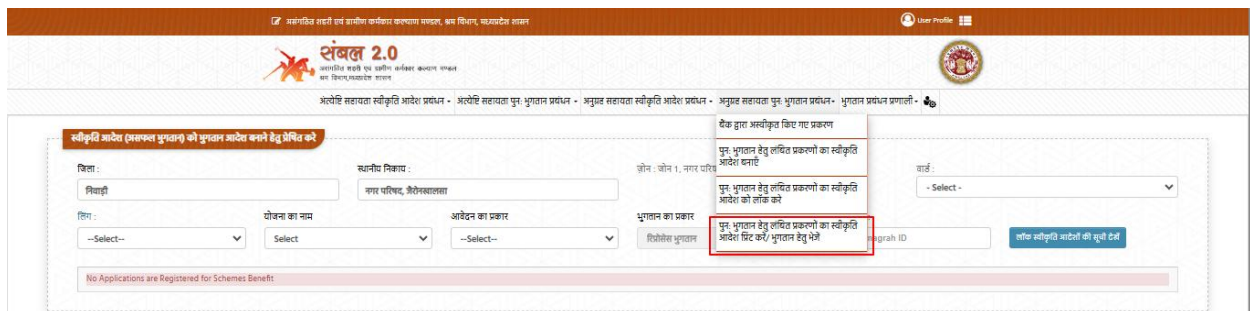 असंगठित शहरी एवं ग्रामीण कर्मकार कल्याण मण्डल, श्रम विभाग, मध्यप्रदेश शासन
User Profile
संबल 2.0
असंगठित शहरी एवं ग्रामीण कर्मकार कल्याण मण्डल
श्रम विभाग,मध्यप्रदेश शासन
अंत्येष्टि सहायता स्वीकृति आदेश प्रबंधन अंत्येष्टि सहायता पुन: भुगतान प्रबंधन अनुग्रह सहायता स्वीकृति आदेश प्रबंधन अनुग्रह सहायता पुन: भुगतान प्रबंधन भुगतान प्रबंधन प्रणाली
बैंक द्वारा अस्वीकृत किए गए प्रकरण
पुन: भुगतान हेतु लंबित प्रकरणों का स्वीकृति
आदेश बनाएँ
पुन: भुगतान हेतु लंबित प्रकरणों का स्वीकृति
आदेश को लॉक करे
पुन: भुगतान हेतु लंबित प्रकरणों का स्वीकृति
आदेश प्रिंट करें/ भुगतान हेतु भेजें
स्वीकृति आदेश (असफल भुगतान) को भुगतान आदेश बनाने हेतु प्रेषित करे
जिला : स्थानीय निकाय : ज़ोन : जोन 1, नगर परिष वार्ड :
निवाड़ी नगर परिषद, जैरोनखालसा - Select -
लिंग : योजना का नाम आवेदन का प्रकार भुगतान का प्रकार
--Select-- Select --Select-- रिप्रोसेस भुगतान magrah ID लॉक स्वीकृति आदेशों की सूची देखें
No Applications are Registered for Schemes Benefit